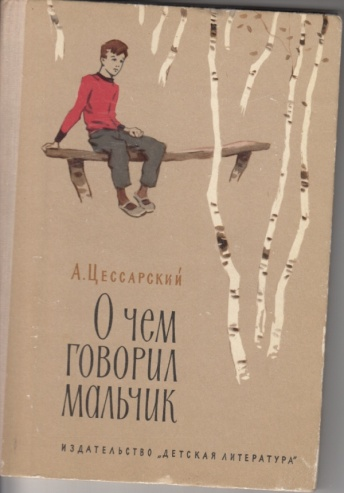 А. Цессарский
О чем
говорил
мальчик
ИЗДАТЕЛЬСТВО „ДЕТСКАЯ ЛИТЕРАТУРА"